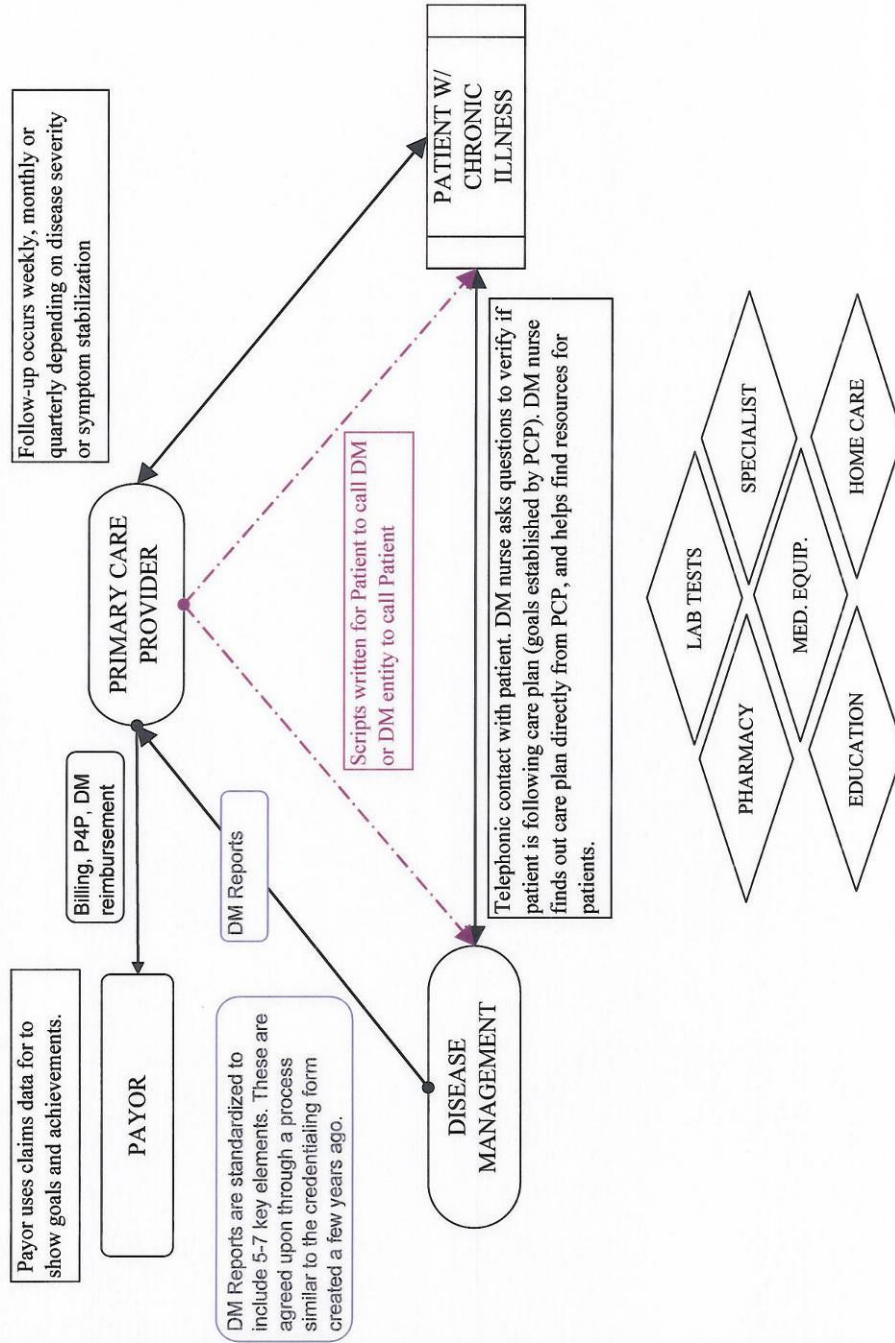 Payor uses claims data for to
show goals and achievements.
PAYOR
Billing, P4P, DM
reimbursement
PRIMARY CARE
PROVIDER
Follow-up occurs weekly, monthly or
quarterly depending on disease severity
or symptom stabilization
DM Reports are standardized to
include 5-7 key elements. These are
agreed upon through a process
similar to the credentialing form
created a few years ago.
DM Reports
Scripts written for Patient to call DM
or DM entity to call Patient
DISEASE
MANAGEMENT
PATIENT W/
CHRONIC
ILLNESS
Telephonic contact with patient. DM nurse asks questions to verify if
patient is following care plan (goals established by PCP). DM nurse
finds out care plan directly from PCP, and helps find resources for
patients.
LAB TESTS
PHARMACY
SPECIALIST
MED. EQUIP.
EDUCATION
HOME CARE